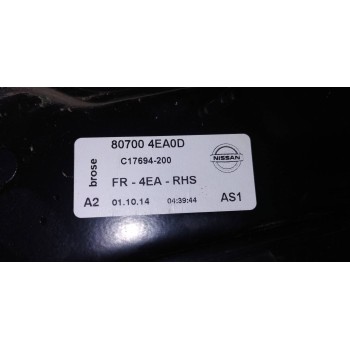 brose
80700 4EA0D
C17694-200
NISSAN
FR - 4EA - RHS
A2 01.10.14 04:39:44 AS1